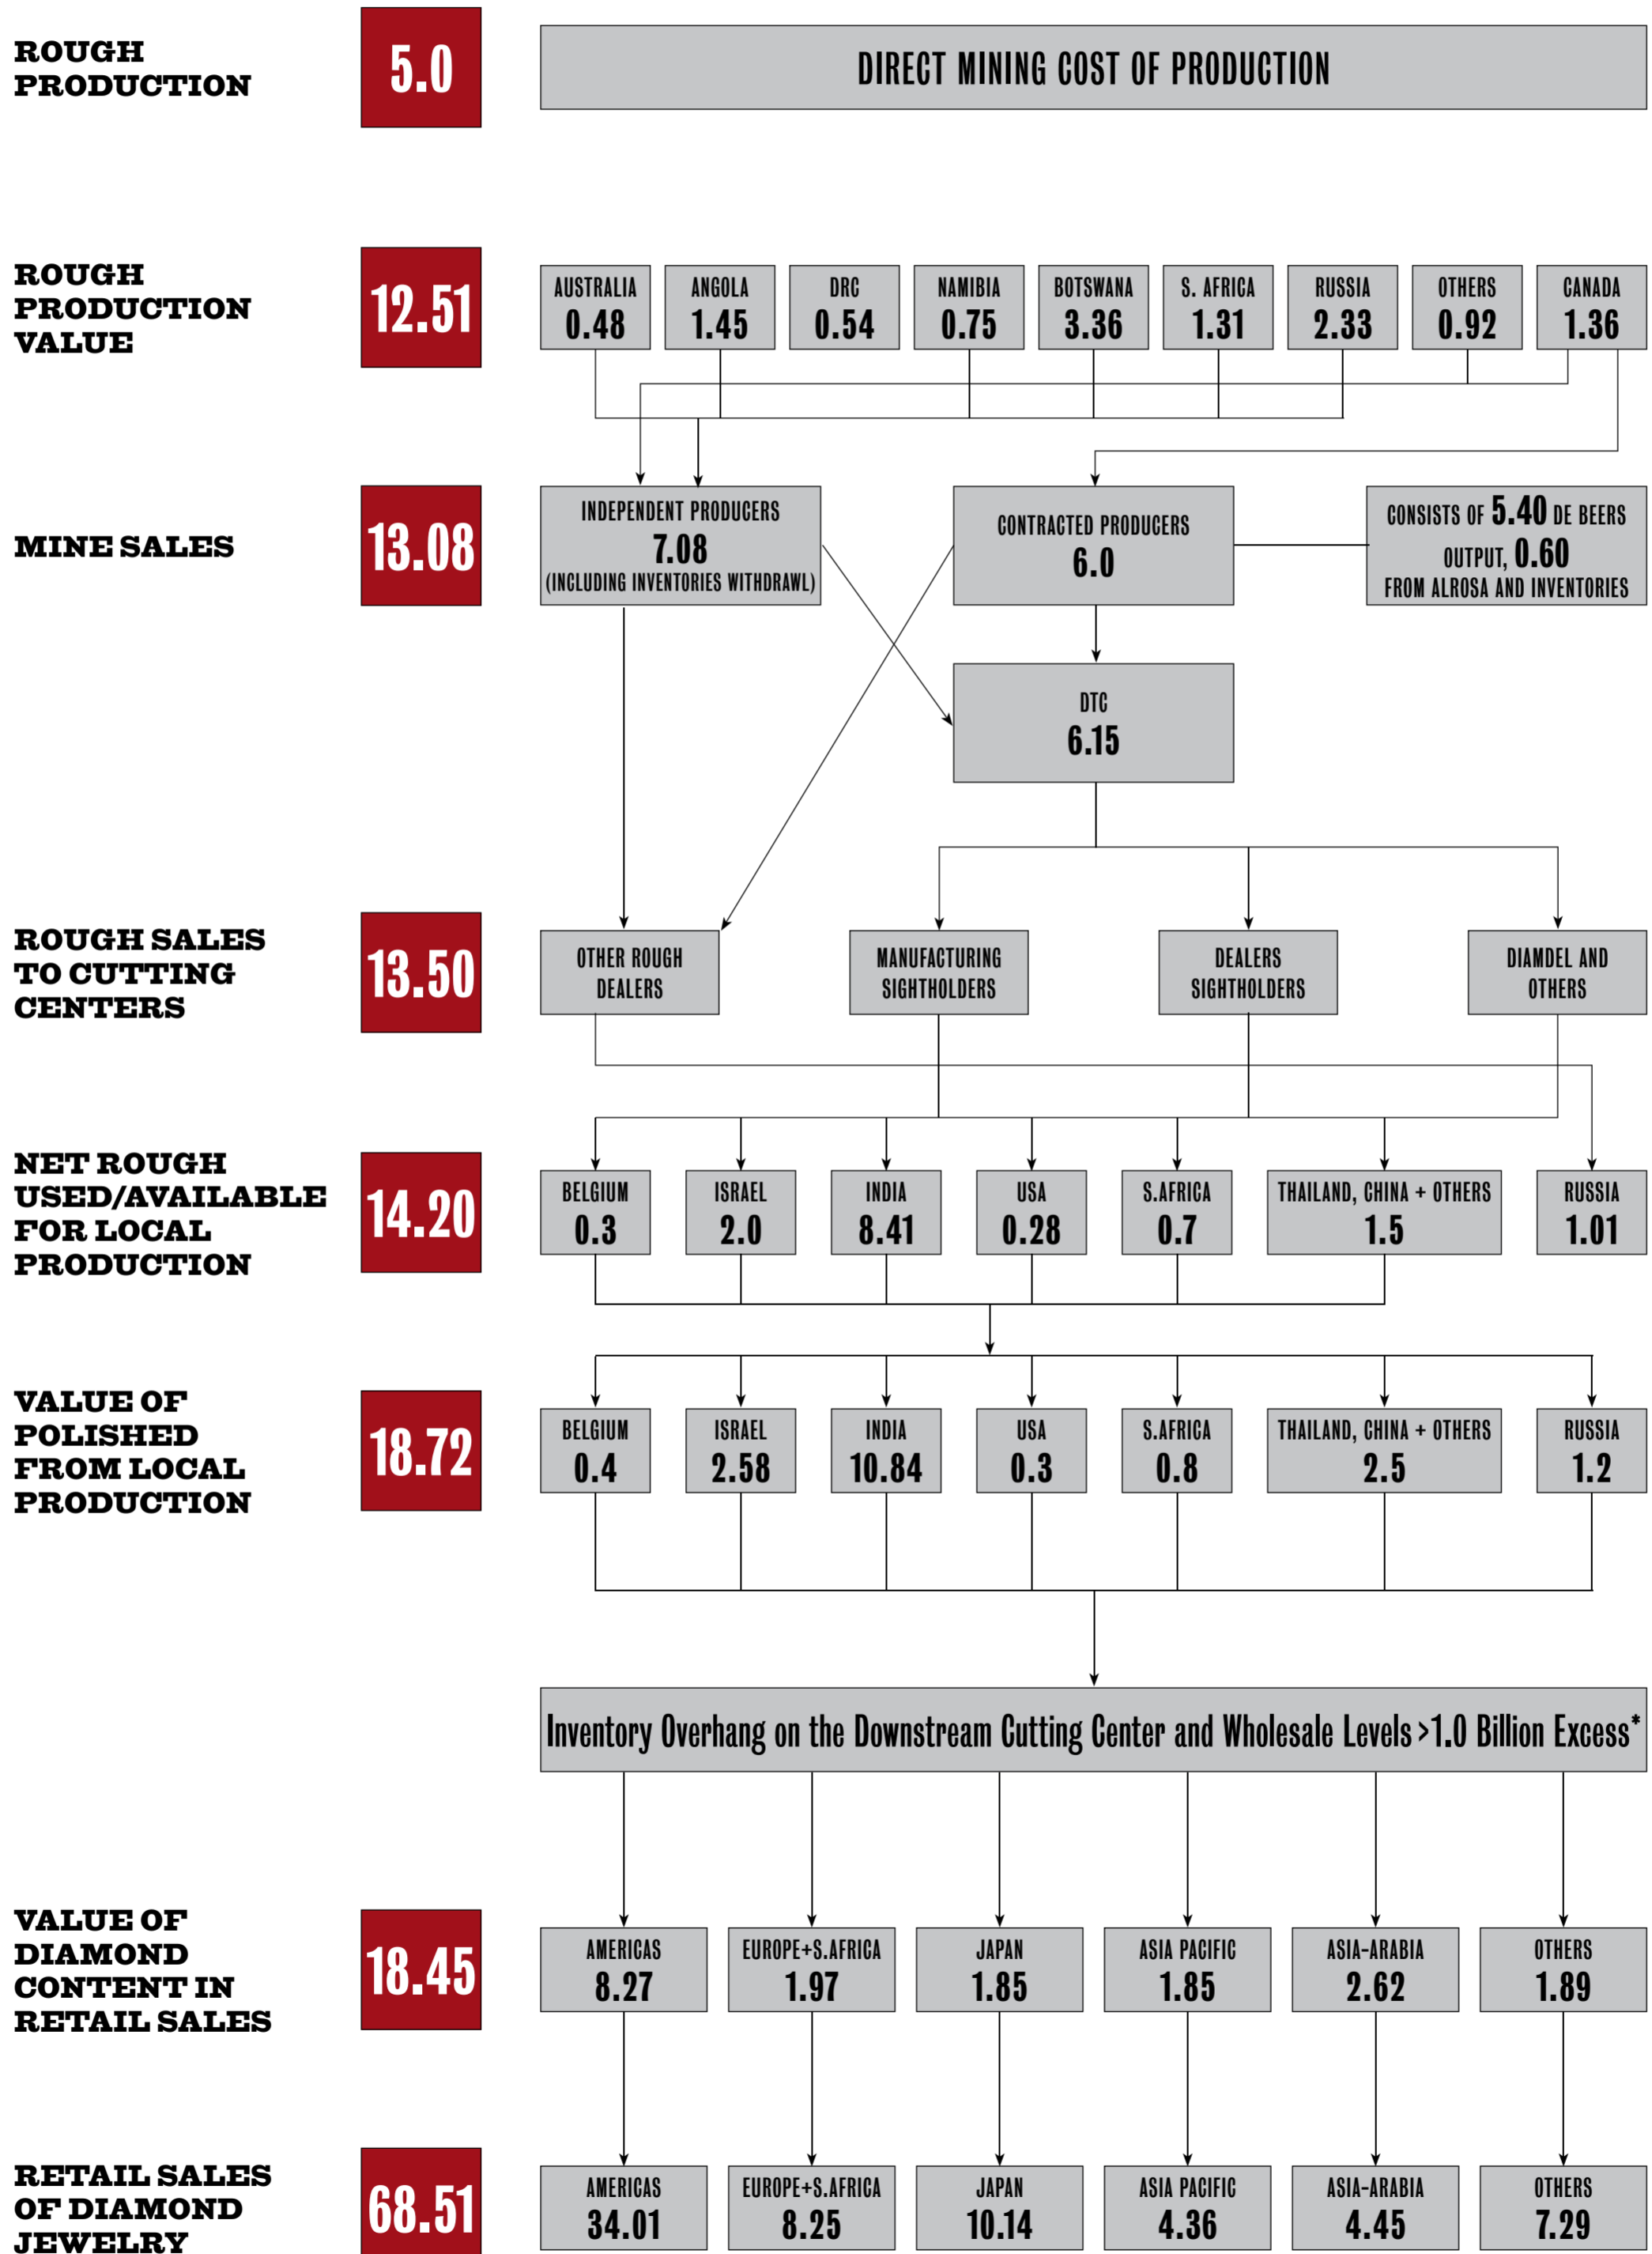 ROUGH
PRODUCTION
5.0
DIRECT MINING COST OF PRODUCTION
ROUGH
PRODUCTION
VALUE
12.51
AUSTRALIA
0.48
ANGOLA
1.45
DRC
0.54
NAMIBIA
0.75
BOTSWANA
3.36
S. AFRICA
1.31
RUSSIA
2.33
OTHERS
0.92
CANADA
1.36
MINE SALES
13.08
INDEPENDENT PRODUCERS
7.08
(INCLUDING INVENTORIES WITHDRAWL)
CONTRACTED PRODUCERS
6.0
CONSISTS OF 5.40 DE BEERS
OUTPUT, 0.60
FROM ALROSA AND INVENTORIES
DTC
6.15
ROUGH SALES
TO CUTTING
CENTERS
13.50
OTHER ROUGH
DEALERS
MANUFACTURING
SIGHTHOLDERS
DEALERS
SIGHTHOLDERS
DIAMDEL AND
OTHERS
NET ROUGH
USED/AVAILABLE
FOR LOCAL
PRODUCTION
14.20
BELGIUM
0.3
ISRAEL
2.0
INDIA
8.41
USA
0.28
S.AFRICA
0.7
THAILAND, CHINA + OTHERS
1.5
RUSSIA
1.01
VALUE OF
POLISHED
FROM LOCAL
PRODUCTION
18.72
BELGIUM
0.4
ISRAEL
2.58
INDIA
10.84
USA
0.3
S.AFRICA
0.8
THAILAND, CHINA + OTHERS
2.5
RUSSIA
1.2
Inventory Overhang on the Downstream Cutting Center and Wholesale Levels >1.0 Billion Excess*
VALUE OF
DIAMOND
CONTENT IN
RETAIL SALES
18.45
AMERICAS
8.27
EUROPE+S.AFRICA
1.97
JAPAN
1.85
ASIA PACIFIC
1.85
ASIA-ARABIA
2.62
OTHERS
1.89
RETAIL SALES
OF DIAMOND
JEWELRY
68.51
AMERICAS
34.01
EUROPE+S.AFRICA
8.25
JAPAN
10.14
ASIA PACIFIC
4.36
ASIA-ARABIA
4.45
OTHERS
7.29